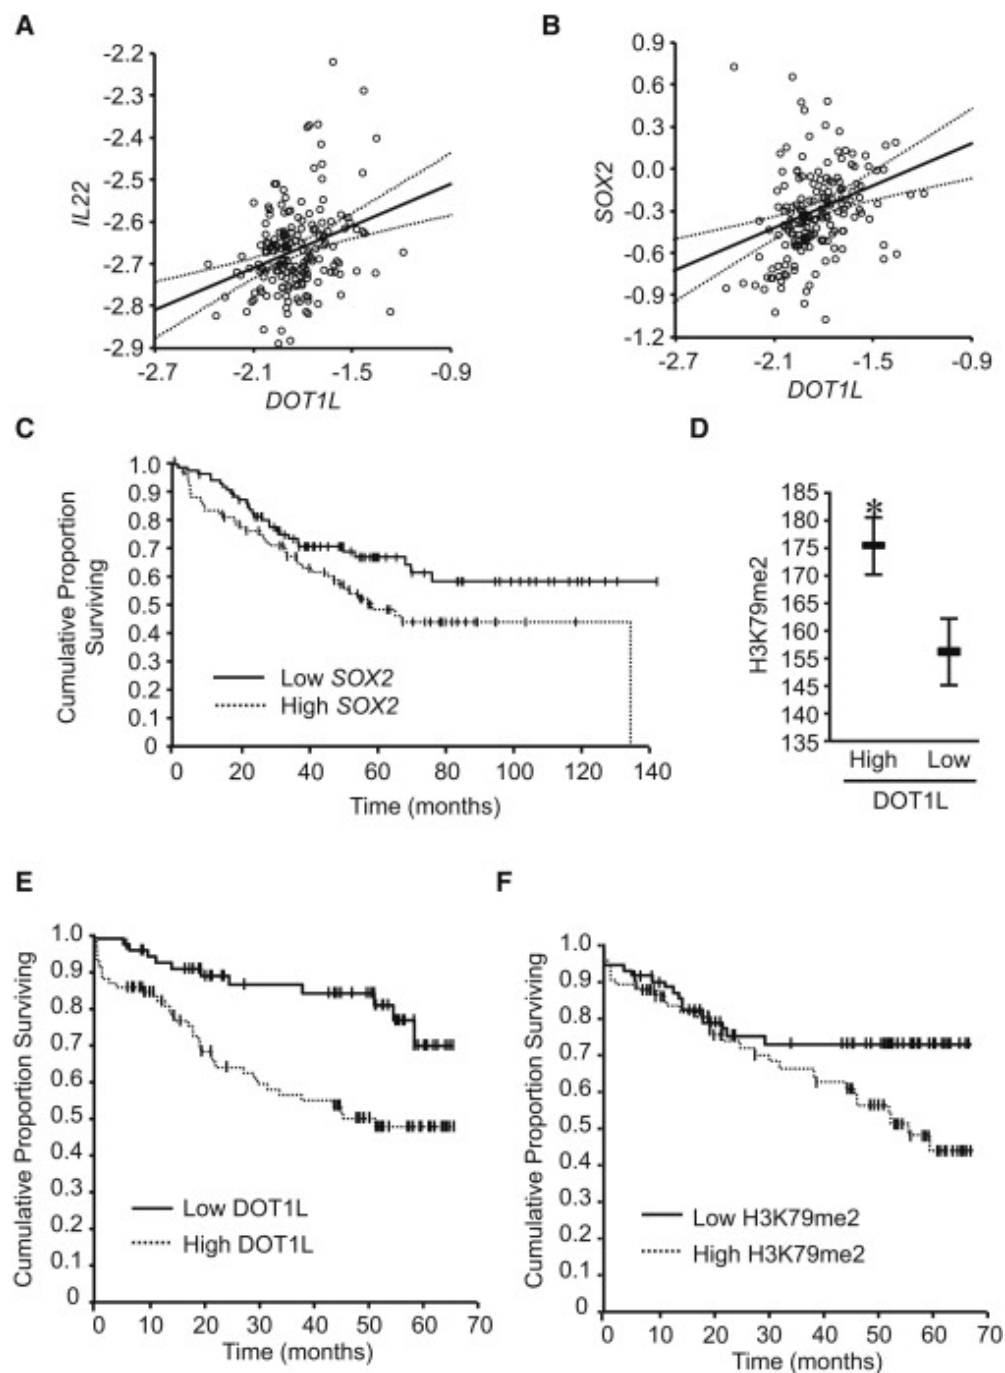 A
IL22
-2.2
-2.3
-2.4
-2.5
-2.6
-2.7
-2.8
-2.9
-2.7 -2.1 -1.5 -0.9
DOT1L
B
SOX2
0.9
0.6
0.3
0.0
-0.3
-0.6
-0.9
-1.2
-2.7 -2.1 -1.5 -0.9
DOT1L
C
Cumulative Proportion
Surviving
1.0
0.9
0.8
0.7
0.6
0.5
0.4
0.3
0.2
0.1
0
Low SOX2
High SOX2
0 20 40 60 80 100 120 140
Time (months)
D
H3K79me2
185
180
175
170
165
160
155
145
140
135
*
High Low
DOT1L
E
Cumulative Proportion Surviving
1.0
0.9
0.8
0.7
0.6
0.5
0.4
0.3
0.2
0.1
0
Low DOT1L
High DOT1L
0 10 20 30 40 50 60 70
Time (months)
F
Cumulative Proportion Surviving
1.0
0.9
0.8
0.7
0.6
0.5
0.4
0.3
0.2
0.1
0
Low H3K79me2
High H3K79me2
0 10 20 30 40 50 60 70
Time (months)